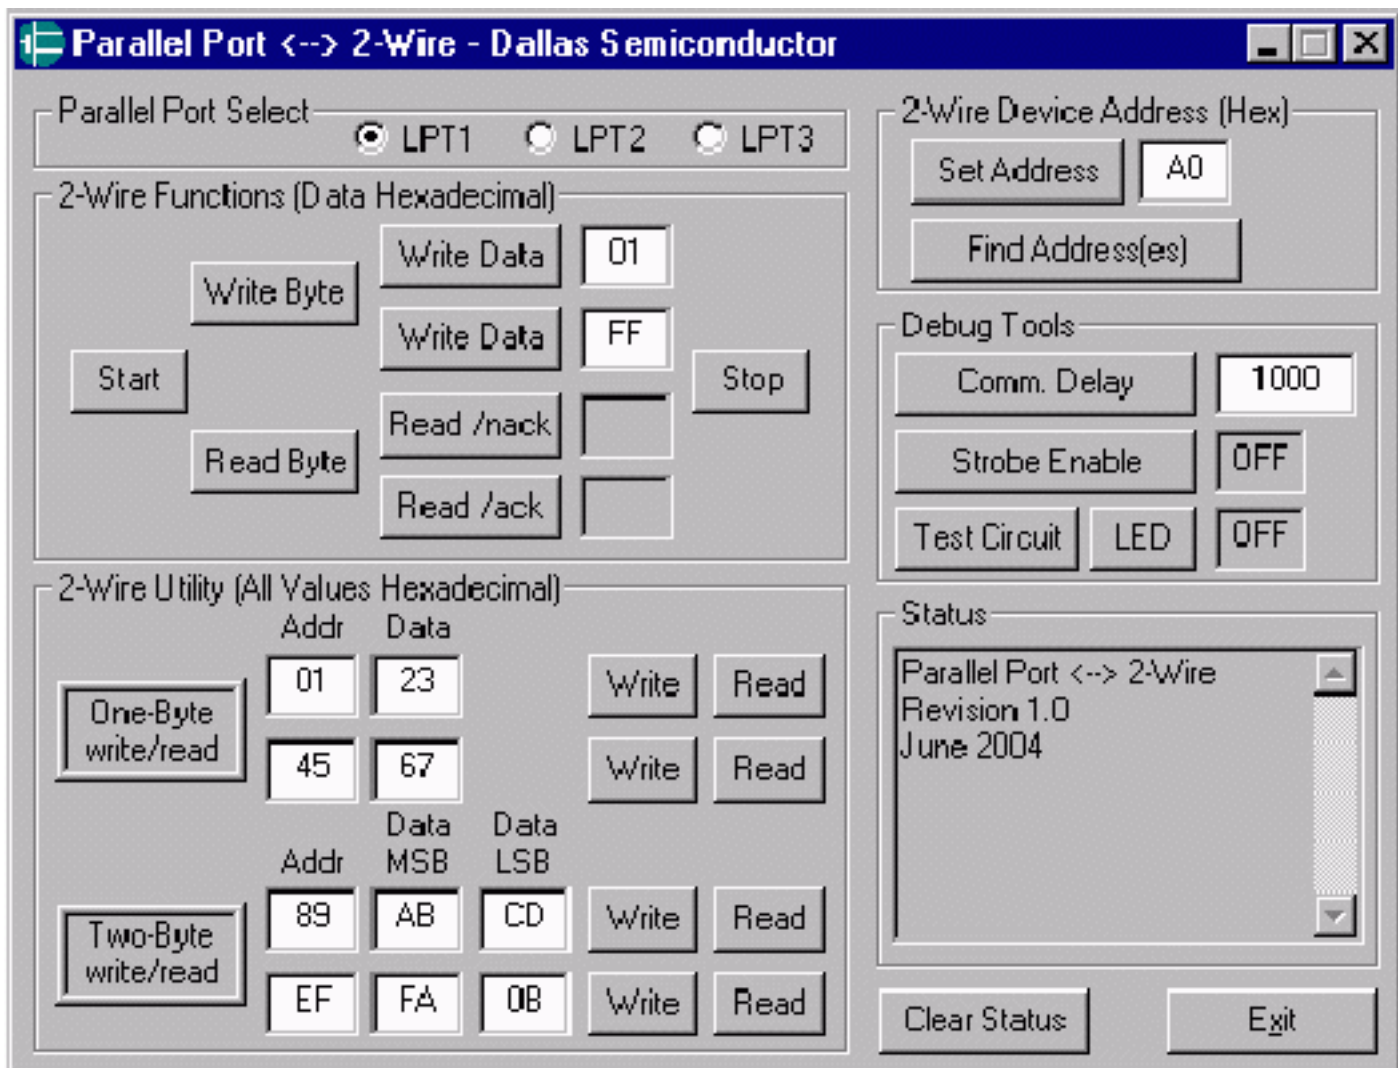 Parallel Port <--> 2-Wire - Dallas Semiconductor
Parallel Port Select
LPT1 LPT2 LPT3
2-Wire Functions (Data Hexadecimal)
Start
Write Byte
Read Byte
Write Data 01
Write Data FF
Read /nack
Read /ack
Stop
2-Wire Utility (All Values Hexadecimal)
Addr Data
One-Byte
write/read
01 23 Write Read
45 67 Write Read
Data Data
Addr MSB LSB
Two-Byte
write/read
89 AB CD Write Read
EF FA 0B Write Read
2-Wire Device Address (Hex)
Set Address A0
Find Address(es)
Debug Tools
Comm. Delay 1000
Strobe Enable OFF
Test Circuit LED OFF
Status
Parallel Port <--> 2-Wire
Revision 1.0
June 2004
Clear Status Exit